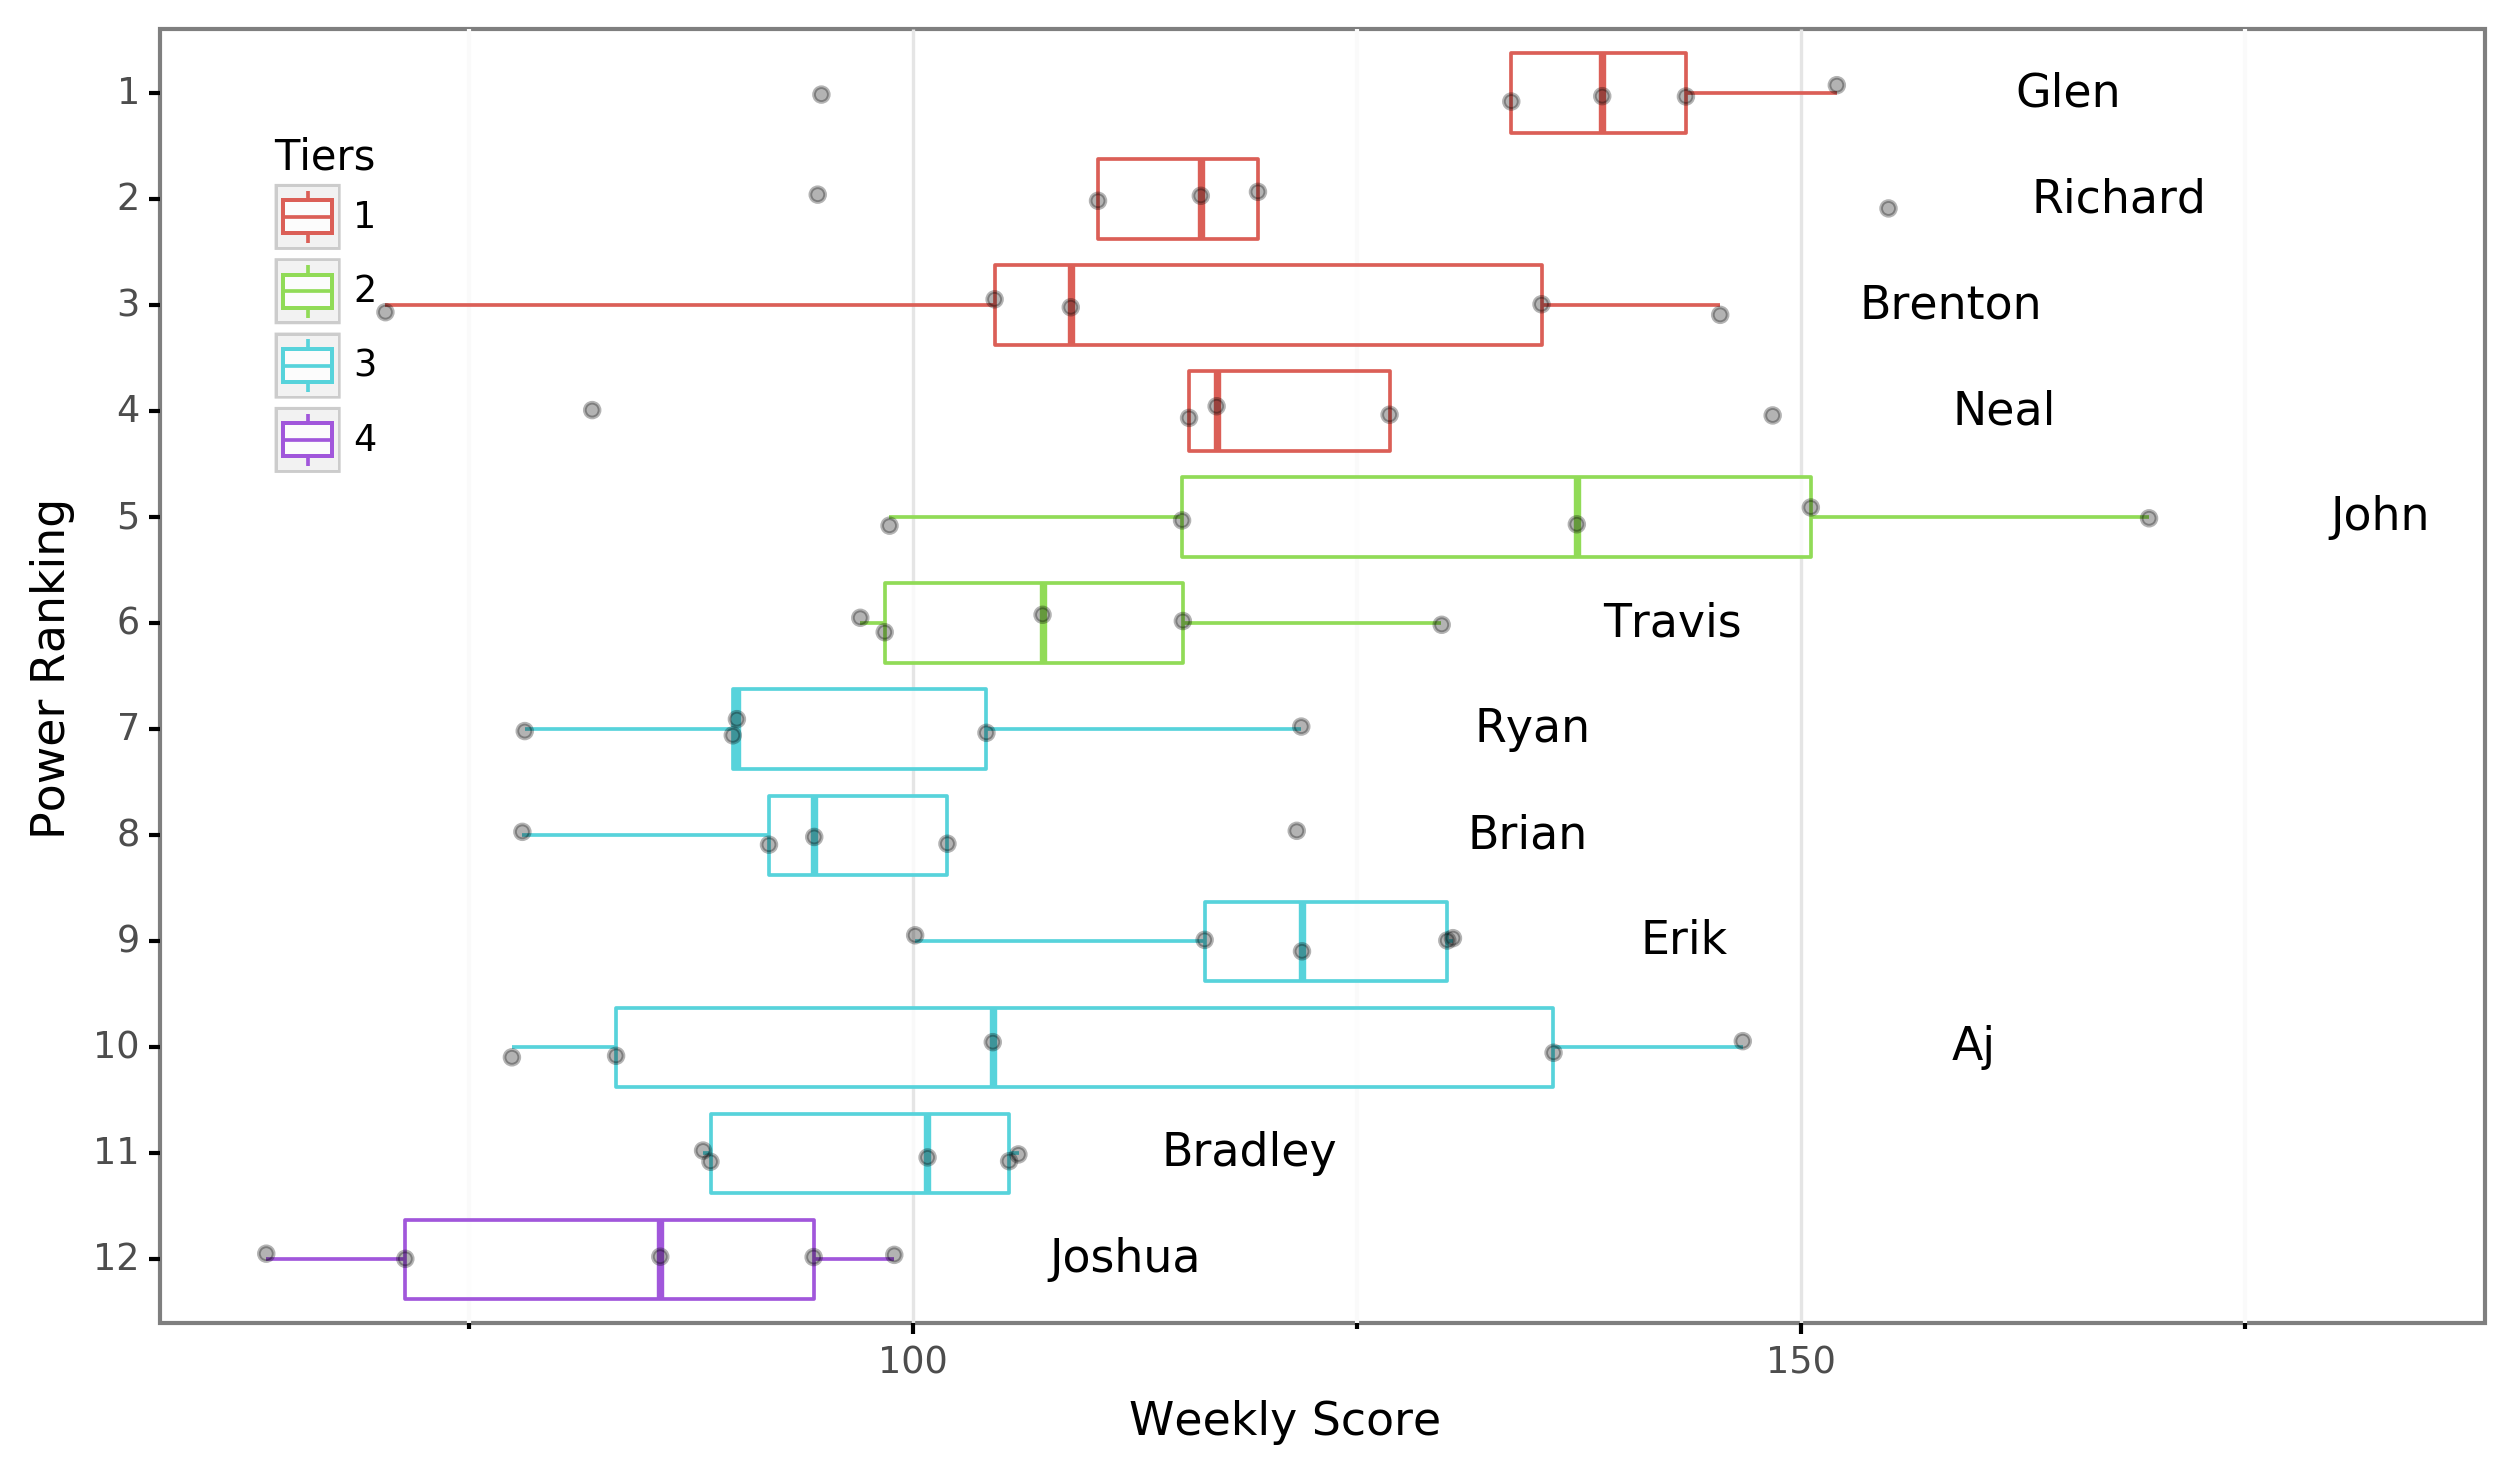 1
Glen
Tiers
1
2
3
4
2
Richard
3
Brenton
4
Neal
5
John
6
Travis
7
Ryan
8
Brian
9
Erik
10
Aj
11
Bradley
12
Joshua
Power Ranking
100
150
Weekly Score